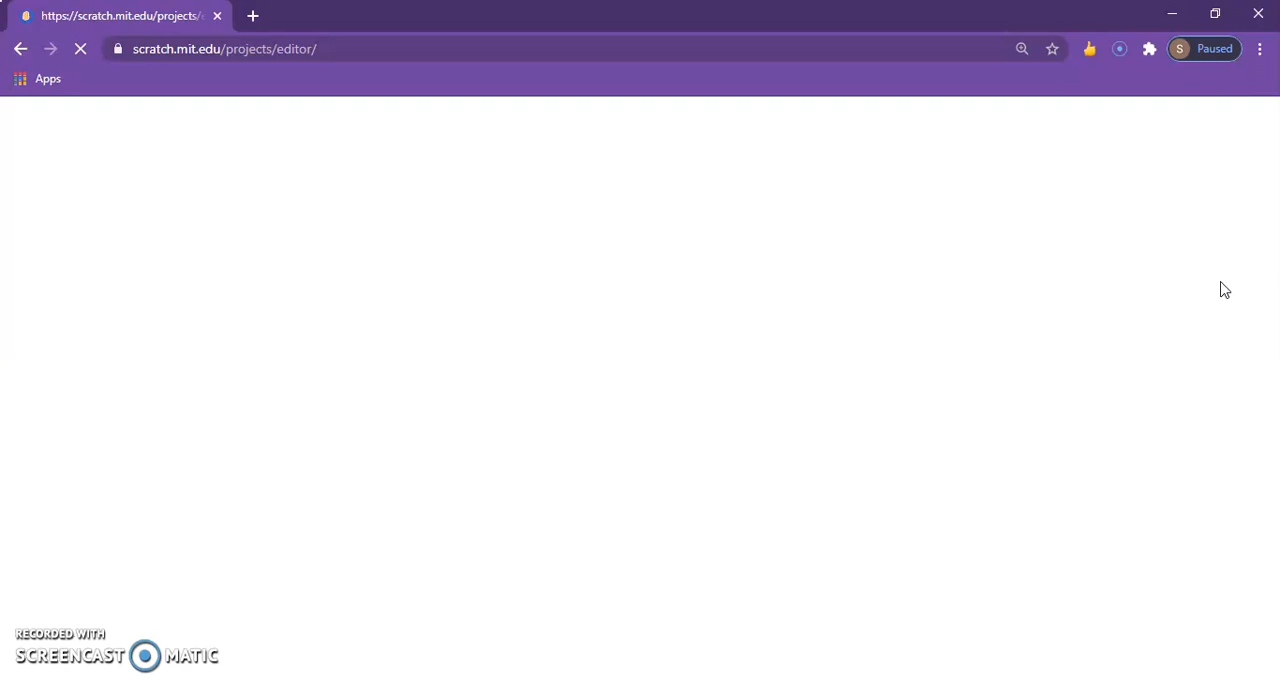 https://scratch.mit.edu/projects/e
scratch.mit.edu/projects/editor/
S Paused
Apps
RECORDED WITH
SCREENCAST MATIC